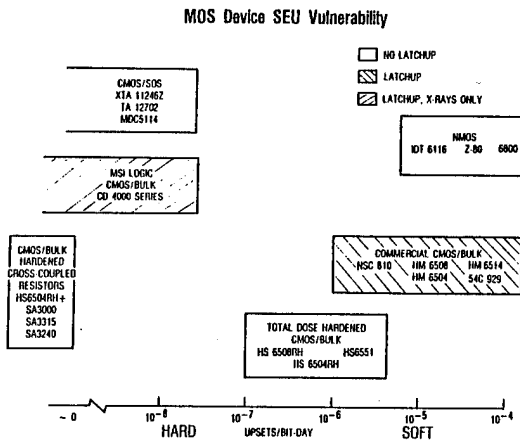 MOS Device SEU Vulnerability
NO LATCHUP
LATCHUP
LATCHUP, X-RAYS ONLY
CMOS/SOS
XTA 11246Z
TA 12702
MDC5114
NMOS
IDT 6116 Z-80 6800
MSI LOGIC
CMOS/BULK
CD 4000 SERIES
CMOS/BULK
HARDENED
CROSS-COUPLED
RESISTORS
HS6504RH+
SA3000
SA3315
SA3240
COMMERCIAL CMOS/BULK
NSC 810 HM 6508 HM 6514
HM 6504 54C 929
TOTAL DOSE HARDENED
CMOS/BULK
HS 6508RH HS6551
HS 6504RH
~ 0 10⁻⁸ 10⁻⁷ 10⁻⁶ 10⁻⁵ 10⁻⁴
HARD UPSETS/BIT-DAY SOFT